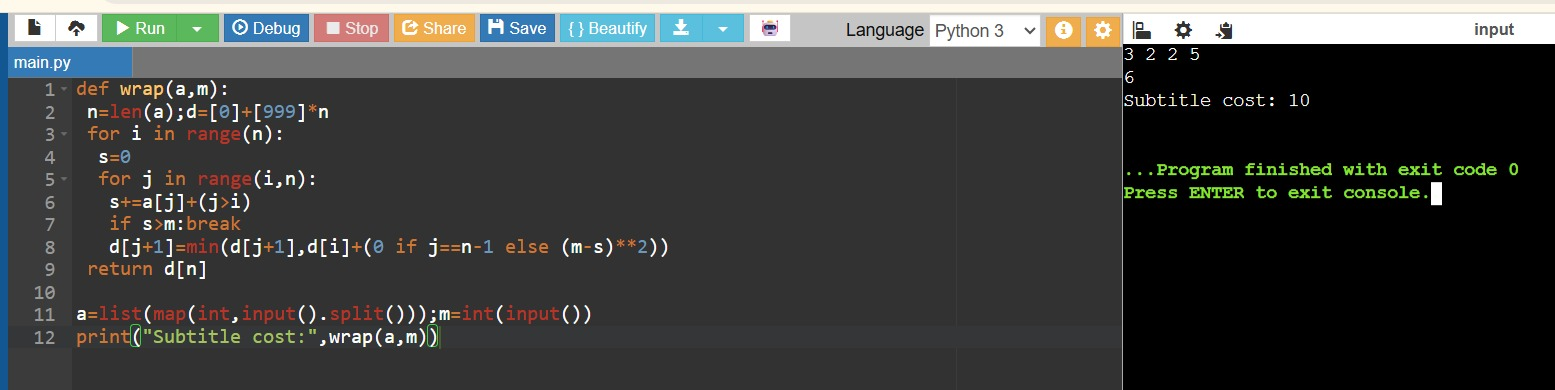 Run Debug Stop Share Save { } Beautify Language Python 3 input
main.py
1 def wrap(a,m):
2  n=len(a);d=[0]+[999]*n
3  for i in range(n):
4   s=0
5   for j in range(i,n):
6    s+=a[j]+(j>i)
7    if s>m:break
8    d[j+1]=min(d[j+1],d[i]+(0 if j==n-1 else (m-s)**2))
9  return d[n]
10
11 a=list(map(int,input().split()));m=int(input())
12 print("Subtitle cost:",wrap(a,m))
3 2 2 5
6
Subtitle cost: 10
...Program finished with exit code 0
Press ENTER to exit console.